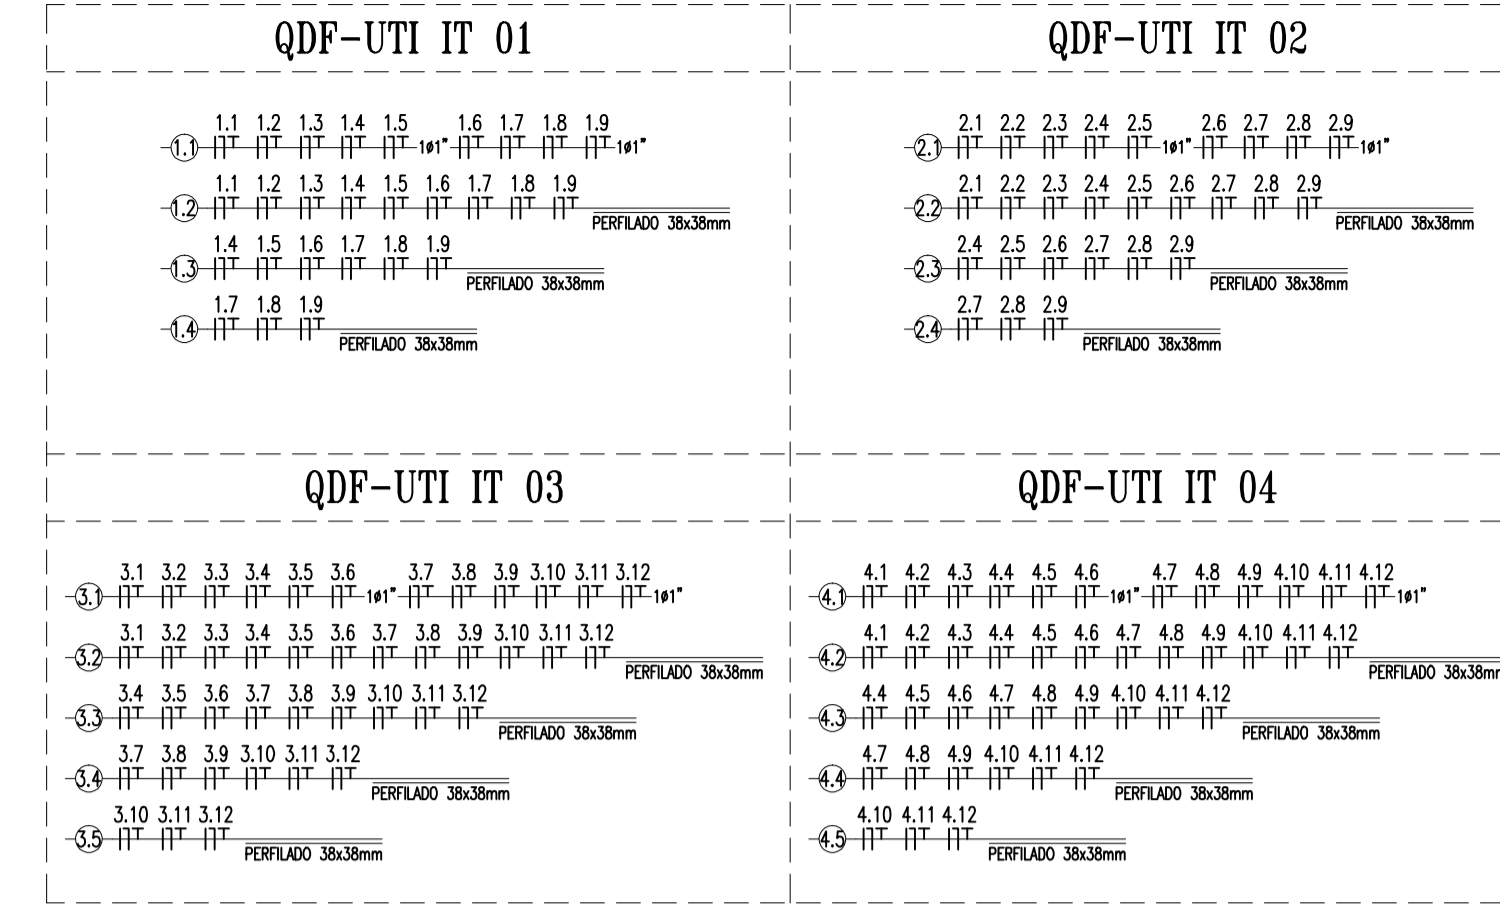 QDF-UTI IT 01
1.1 1.2 1.3 1.4 1.5 1.6 1.7 1.8 1.9
1.1 1ø1" 1ø1"
1.1 1.2 1.3 1.4 1.5 1.6 1.7 1.8 1.9
1.2
PERFILADO 38x38mm
1.4 1.5 1.6 1.7 1.8 1.9
1.3
PERFILADO 38x38mm
1.7 1.8 1.9
1.4
PERFILADO 38x38mm
QDF-UTI IT 02
2.1 2.2 2.3 2.4 2.5 2.6 2.7 2.8 2.9
2.1 1ø1" 1ø1"
2.1 2.2 2.3 2.4 2.5 2.6 2.7 2.8 2.9
2.2
PERFILADO 38x38mm
2.4 2.5 2.6 2.7 2.8 2.9
2.3
PERFILADO 38x38mm
2.7 2.8 2.9
2.4
PERFILADO 38x38mm
QDF-UTI IT 03
3.1 3.2 3.3 3.4 3.5 3.6 3.7 3.8 3.9 3.10 3.11 3.12
3.1 1ø1" 1ø1"
3.1 3.2 3.3 3.4 3.5 3.6 3.7 3.8 3.9 3.10 3.11 3.12
3.2
PERFILADO 38x38mm
3.4 3.5 3.6 3.7 3.8 3.9 3.10 3.11 3.12
3.3
PERFILADO 38x38mm
3.7 3.8 3.9 3.10 3.11 3.12
3.4
PERFILADO 38x38mm
3.10 3.11 3.12
3.5
PERFILADO 38x38mm
QDF-UTI IT 04
4.1 4.2 4.3 4.4 4.5 4.6 4.7 4.8 4.9 4.10 4.11 4.12
4.1 1ø1" 1ø1"
4.1 4.2 4.3 4.4 4.5 4.6 4.7 4.8 4.9 4.10 4.11 4.12
4.2
PERFILADO 38x38m
4.4 4.5 4.6 4.7 4.8 4.9 4.10 4.11 4.12
4.3
PERFILADO 38x38mm
4.7 4.8 4.9 4.10 4.11 4.12
4.4
PERFILADO 38x38mm
4.10 4.11 4.12
4.5
PERFILADO 38x38mm